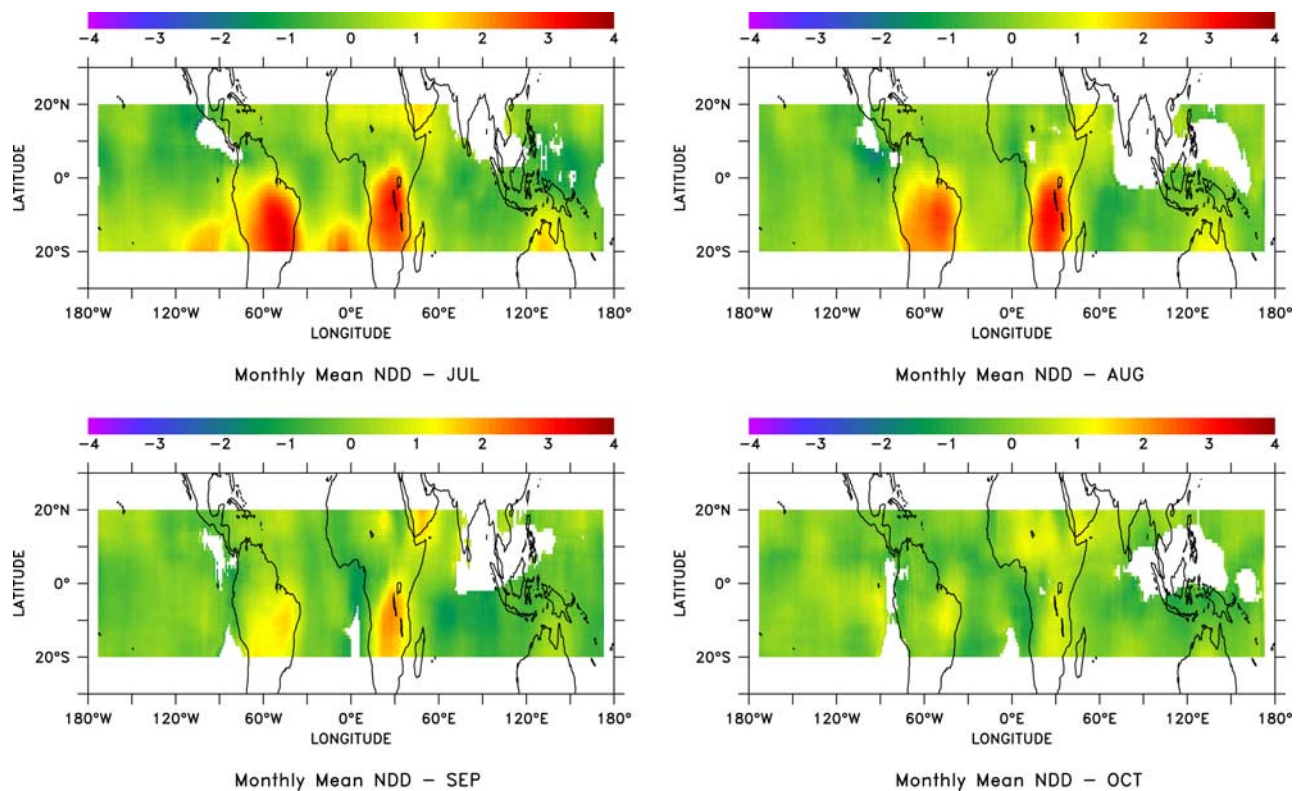 -4 -3 -2 -1 0 1 2 3 4
LATITUDE
20°N
0°
20°S
180°W 120°W 60°W 0°E 60°E 120°E 180°
LONGITUDE
Monthly Mean NDD – JUL
-4 -3 -2 -1 0 1 2 3 4
LATITUDE
20°N
0°
20°S
180°W 120°W 60°W 0°E 60°E 120°E 180°
LONGITUDE
Monthly Mean NDD – AUG
-4 -3 -2 -1 0 1 2 3 4
LATITUDE
20°N
0°
20°S
180°W 120°W 60°W 0°E 60°E 120°E 180°
LONGITUDE
Monthly Mean NDD – SEP
-4 -3 -2 -1 0 1 2 3 4
LATITUDE
20°N
0°
20°S
180°W 120°W 60°W 0°E 60°E 120°E 180°
LONGITUDE
Monthly Mean NDD – OCT